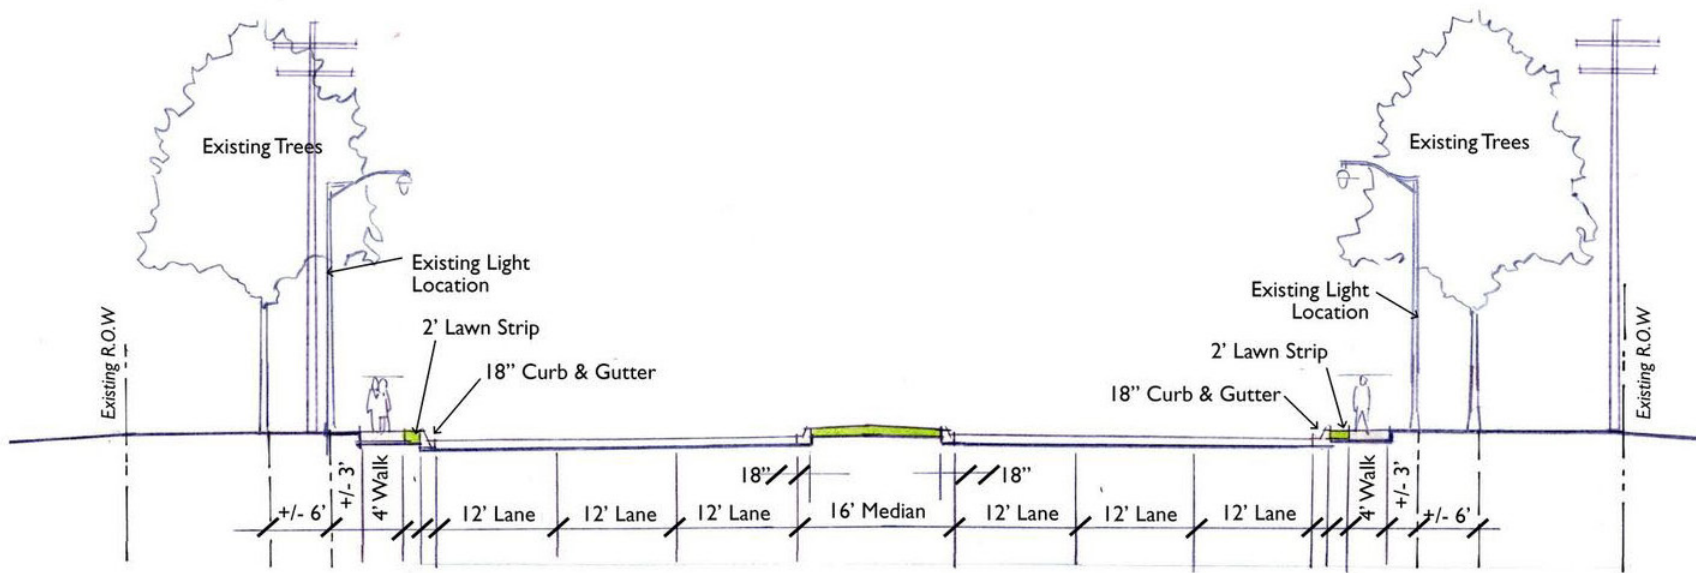 Existing Trees
Existing Trees
Existing Light
Location
Existing Light
Location
2’ Lawn Strip
2’ Lawn Strip
18” Curb & Gutter
18” Curb & Gutter
Existing R.O.W
Existing R.O.W
18”
18”
+/- 6’
+/- 3’
4’ Walk
12’ Lane
12’ Lane
12’ Lane
16’ Median
12’ Lane
12’ Lane
12’ Lane
4’ Walk
+/- 3’
+/- 6’